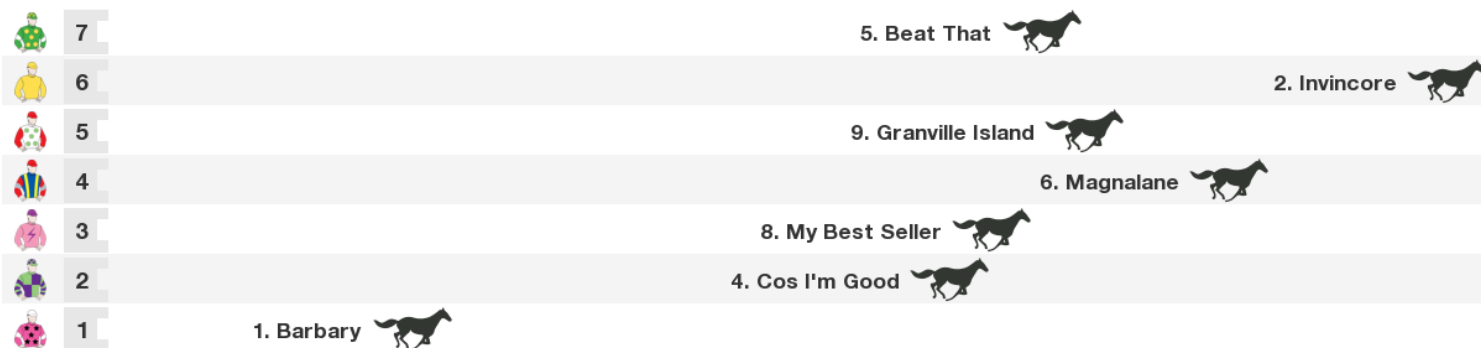 7 5. Beat That
6 2. Invincore
5 9. Granville Island
4 6. Magnalane
3 8. My Best Seller
2 4. Cos I'm Good
1 1. Barbary